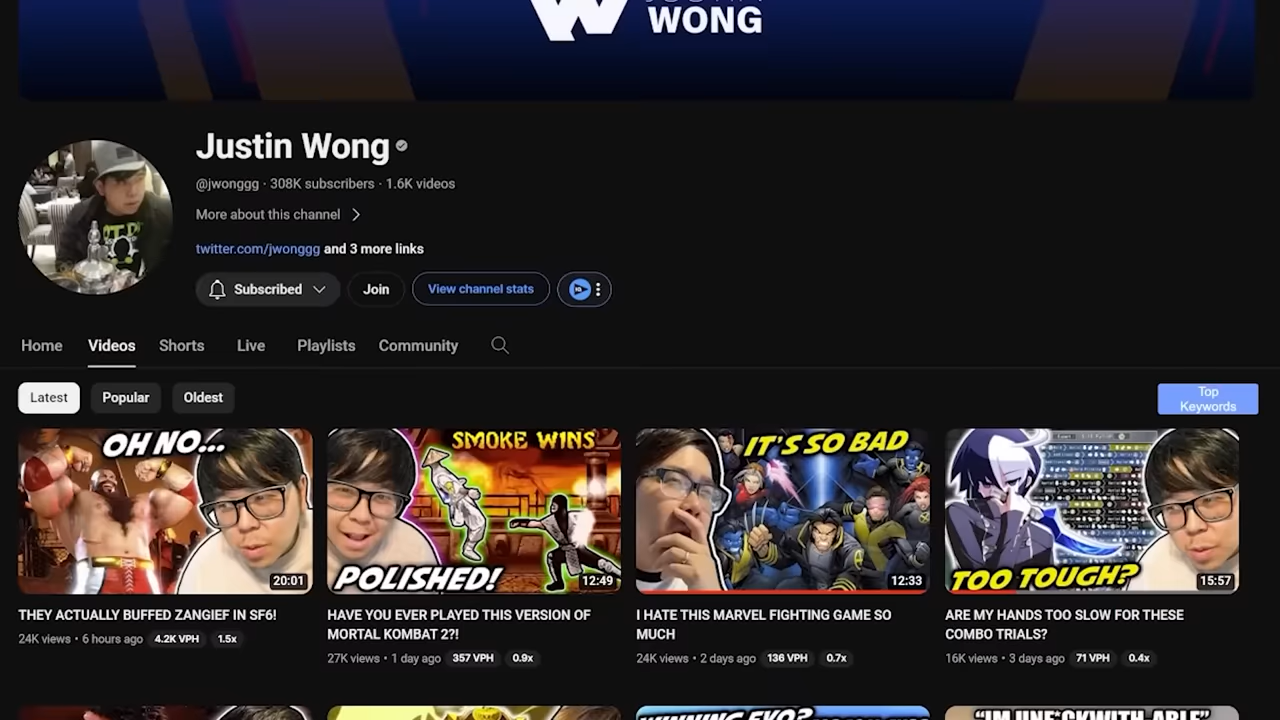 WONG
Justin Wong
@jwonggg · 308K subscribers · 1.6K videos
More about this channel
twitter.com/jwonggg and 3 more links
Subscribed
Join
View channel stats
Home
Videos
Shorts
Live
Playlists
Community
Latest
Popular
Oldest
Top
Keywords
OH NO...
20:01
SMOKE WINS
POLISHED!
12:49
IT'S SO BAD
12:33
TOO TOUGH?
15:57
THEY ACTUALLY BUFFED ZANGIEF IN SF6!
24K views • 6 hours ago 4.2K VPH 1.5x
HAVE YOU EVER PLAYED THIS VERSION OF
MORTAL KOMBAT 2?!
27K views • 1 day ago 357 VPH 0.9x
I HATE THIS MARVEL FIGHTING GAME SO
MUCH
24K views • 2 days ago 136 VPH 0.7x
ARE MY HANDS TOO SLOW FOR THESE
COMBO TRIALS?
16K views • 3 days ago 71 VPH 0.4x
WINNING EVO?